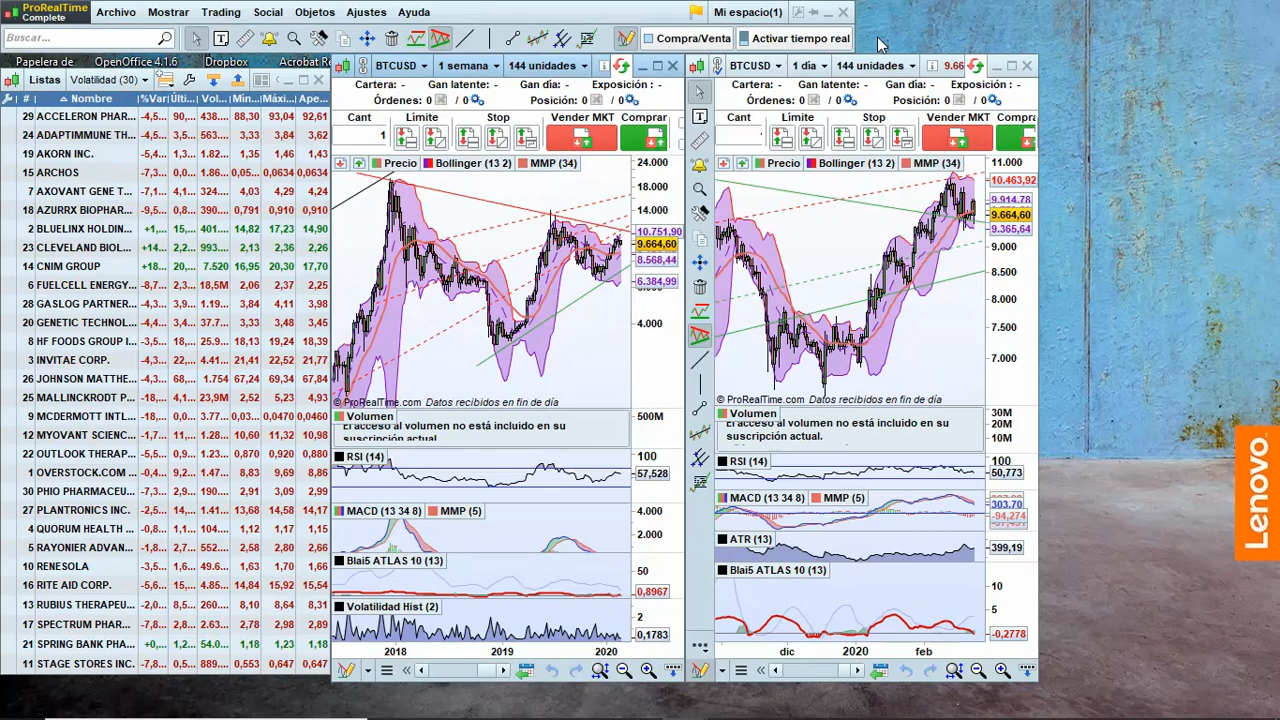 ProRealTime
Complete
Archivo Mostrar Trading Social Objetos Ajustes Ayuda
Mi espacio(1)
Buscar...
Compra/Venta
Activar tiempo real
Papelera de OpenOffice 4.1.6 Dropbox Acrobat Re
Listas Volatilidad (30)
# Nombre %Var Últi... Vol... Mín... Máxi... Ape...
29 ACCELERON PHAR... -4,5... 90,... 438... 88,30 93,04 92,61
24 ADAPTIMMUNE TH... -4,4... 3,5... 563... 3,52 3,84 3,62
19 AKORN INC. -5,4... 1,3... 1.82... 1,35 1,46 1,43
15 ARCHOS -7,3... 0,0... 1.86... 0,05... 0,0634 0,0634
7 AXOVANT GENE T... -7,1... 4,1... 324... 4,03 4,29 4,24
18 AZURRX BIOPHAR... -9,5... 0,8... 390... 0,791 0,910 0,910
2 BLUELINX HOLDIN... +1,... 15,... 401... 14,82 15,17 14,90
23 CLEVELAND BIOL... +14... 2,2... 993... 2,13 2,36 2,26
14 CNIM GROUP +18... 20,... 7.520 16,95 20,30 17,70
6 FUELCELL ENERGY... -8,7... 2,1... 18,5M 2,06 2,37 2,25
28 GASLOG PARTNER... -4,3... 3,9... 1.19... 3,84 4,11 3,98
20 GENETIC TECHNOL... -4,4... 3,3... 37.7... 3,33 3,48 3,45
8 HF FOODS GROUP I... -3,5... 18,... 25.9... 18,13 19,24 18,39
3 INVITAE CORP. -4,3... 22,... 4.41... 21,41 22,52 21,77
26 JOHNSON MATTHE... -4,3... 68,... 1.754 67,24 69,34 67,84
25 MALLINCKRODT P... -18,... 4,1... 23,9M 2,52 5,23 4,93
9 MCDERMOTT INTL... -18,... 0,0... 3.77... 0,03... 0,0470 0,0460
12 MYOVANT SCIENC... -1,7... 11,... 1.28... 10,60 11,32 10,98
22 OUTLOOK THERAP... -5,5... 0,8... 122... 0,870 0,920 0,880
1 OVERSTOCK.COM ... -0,4... 9,2... 1.47... 8,83 9,69 8,86
30 PHIO PHARMACEU... -7,3... 2,9... 190... 2,91 3,09 2,99
27 PLANTRONICS INC. -2,5... 14,... 1.41... 13,68 14,58 14,17
4 QUORUM HEALTH ... -0,8... 1,1... 104... 1,12 1,17 1,15
5 RAYONIER ADVAN... -1,8... 2,7... 552... 2,58 2,80 2,66
10 RENESOLA -3,5... 1,6... 49.6... 1,63 1,70 1,66
16 RITE AID CORP. -5,6... 15,... 4.85... 14,84 15,92 15,54
13 RUBIUS THERAPEU... -2,0... 8,5... 260... 8,10 8,64 8,31
17 SPECTRUM PHAR... -2,4... 2,8... 1.51... 2,77 2,99 2,87
21 SPRING BANK PHA... +0,... 1,2... 54.0... 1,18 1,23 1,18
11 STAGE STORES INC. -7,8... 0,5... 889... 0,553 0,647 0,647
BTCUSD 1 semana 144 unidades
Cartera: - Gan latente: - Gan día: - Exposición : -
Órdenes: 0 / 0 Posición: 0 / 0
Cant Límite Stop Vender MKT Comprar
1
Precio Bollinger (13 2) MMP (34)
24.000
18.000
14.000
10.751,90
9.664,60
8.568,44
6.384,99
4.000
© ProRealTime.com Datos recibidos en fin de día
Volumen 500M
El acceso al volumen no está incluido en su
suscripción actual.
RSI (14) 100
57,528
MACD (13 34 8) MMP (5) 4.000
2.000
Blai5 ATLAS 10 (13) 50
0,8967
Volatilidad Hist (2) 2
0,1783
2018 2019 2020
BTCUSD 1 día 144 unidades 9.66
Cartera: - Gan latente: - Gan día: - Exposición : -
Órdenes: 0 / 0 Posición: 0 / 0
Cant Límite Stop Vender MKT Compra
Precio Bollinger (13 2) MMP (34)
11.000
10.463,92
9.914,78
9.664,60
9.365,64
9.000
8.500
8.000
7.500
7.000
© ProRealTime.com Datos recibidos en fin de día
Volumen 30M
El acceso al volumen no está incluido en su 20M
suscripción actual. 10M
RSI (14) 100
50,773
MACD (13 34 8) MMP (5)
303,70
-94,274
ATR (13)
399,19
Blai5 ATLAS 10 (13) 10
5
-0,2778
dic 2020 feb
Lenovo